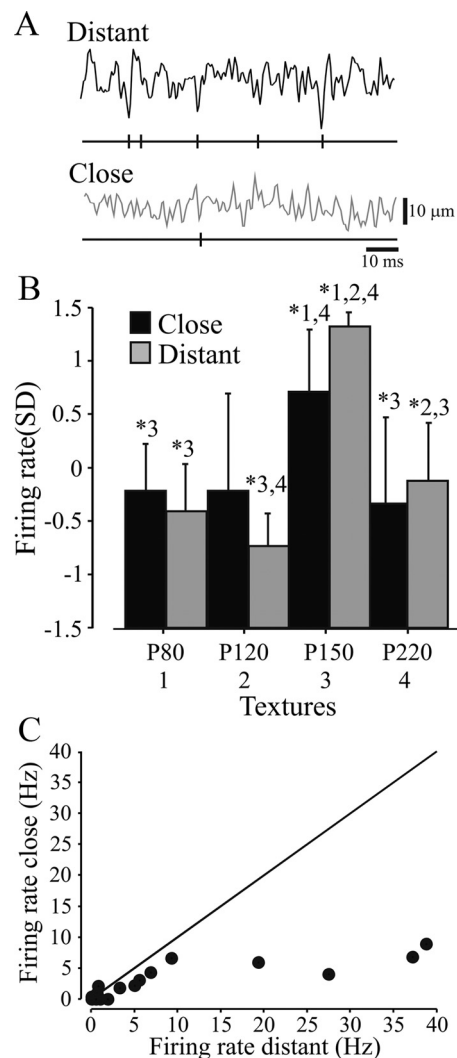 A
Distant
Close
10 μm
10 ms
B
1.5
1
0.5
0
-0.5
-1
-1.5
Firing rate(SD)
Close
Distant
*3
*3
*3,4
*1,4
*1,2,4
*3
*2,3
P80 P120 P150 P220
1 2 3 4
Textures
C
40
35
30
25
20
15
10
5
0
Firing rate close (Hz)
0 5 10 15 20 25 30 35 40
Firing rate distant (Hz)